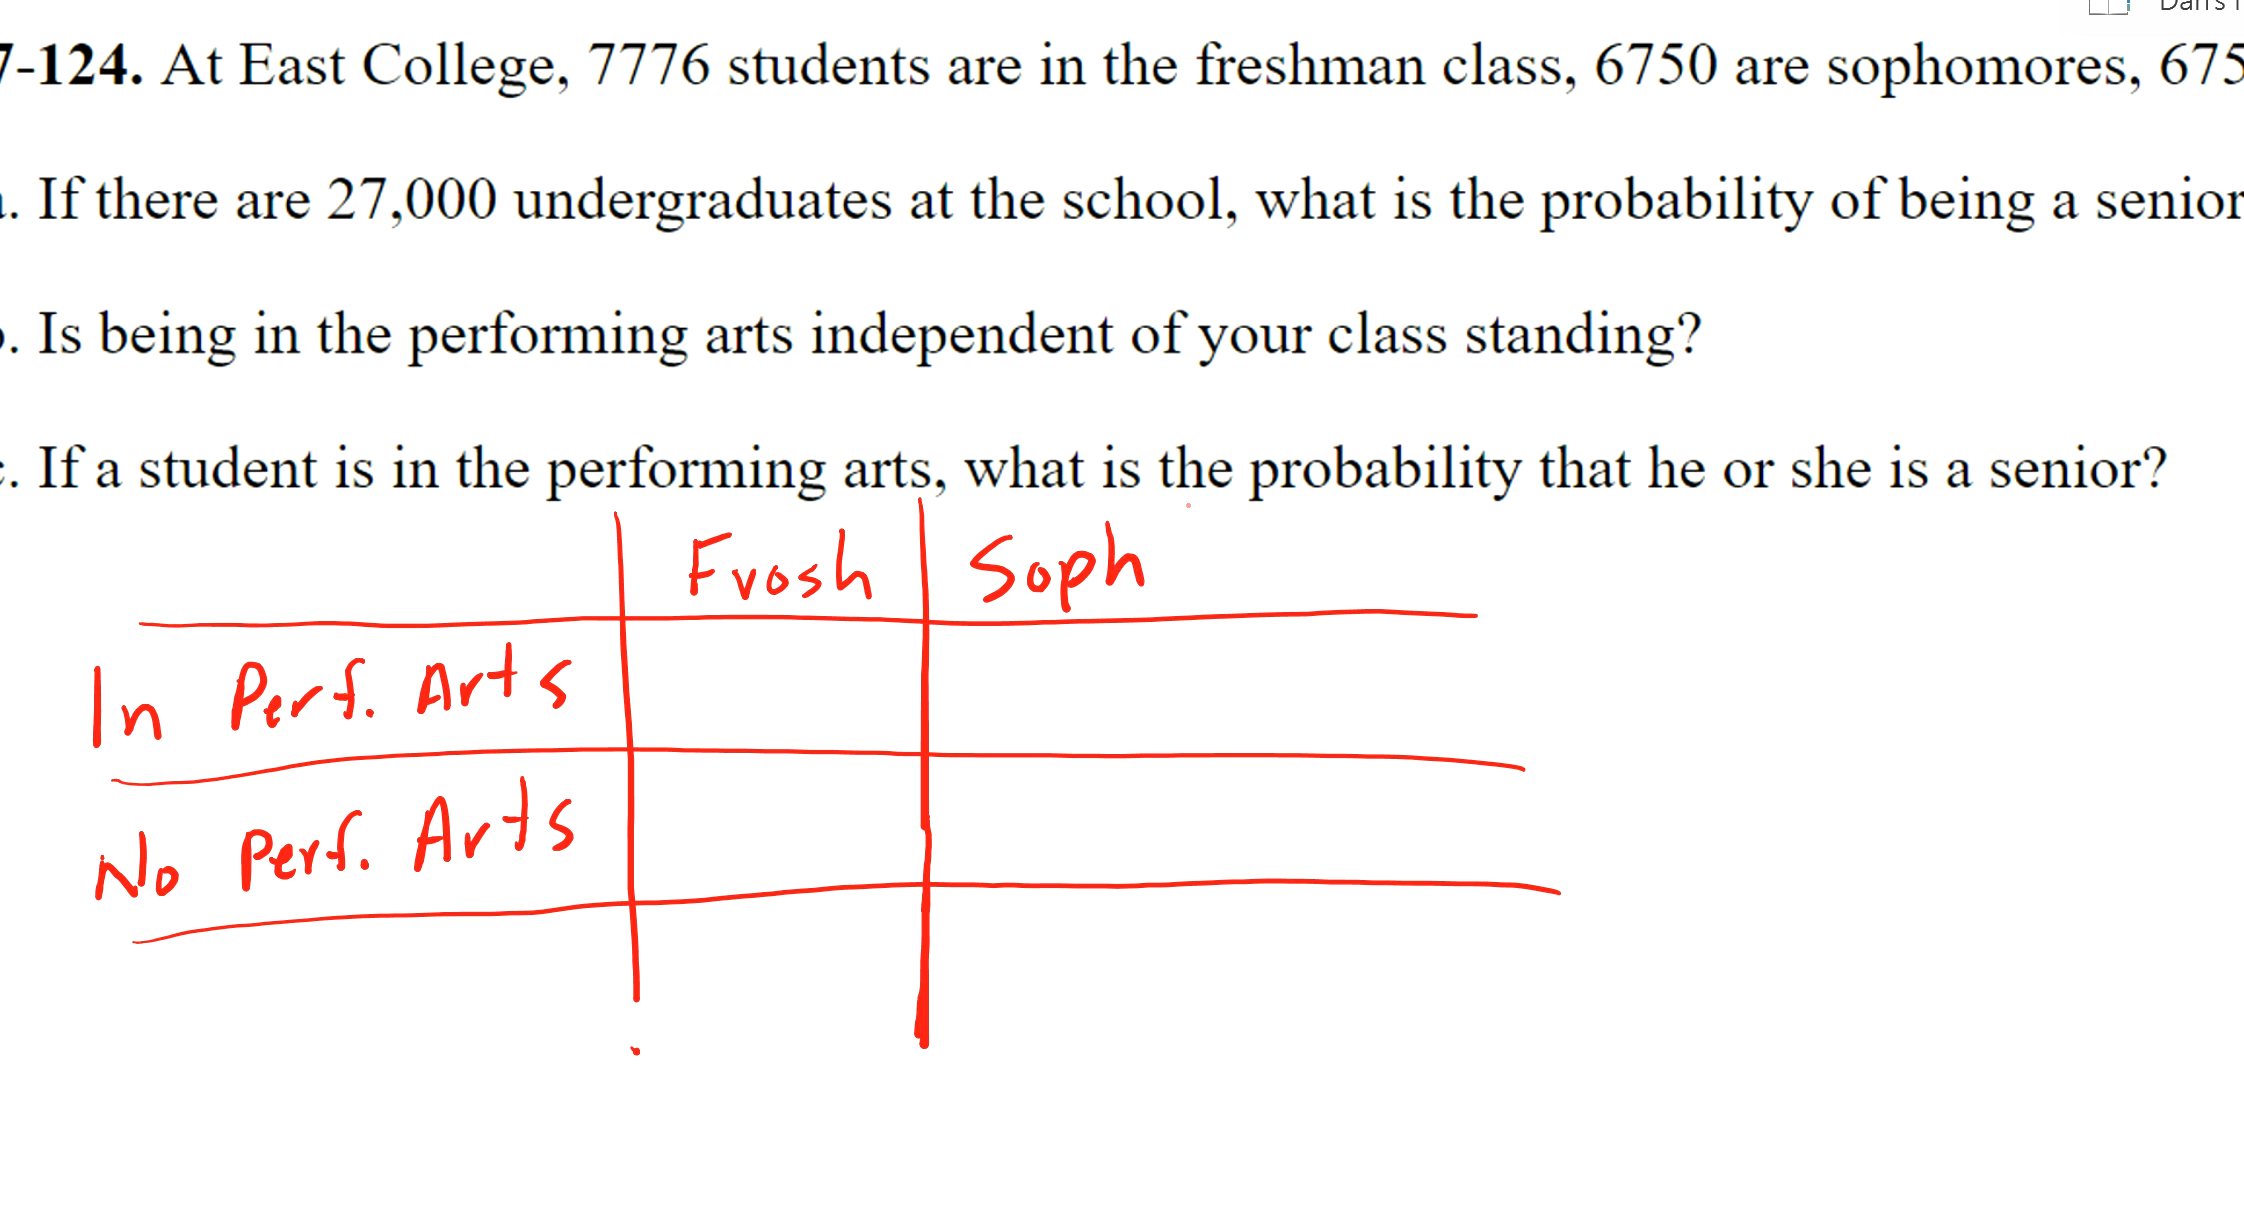 7-124. At East College, 7776 students are in the freshman class, 6750 are sophomores, 675
. If there are 27,000 undergraduates at the school, what is the probability of being a senior
. Is being in the performing arts independent of your class standing?
. If a student is in the performing arts, what is the probability that he or she is a senior?
Frosh Soph
In Perf. Arts
No Perf. Arts